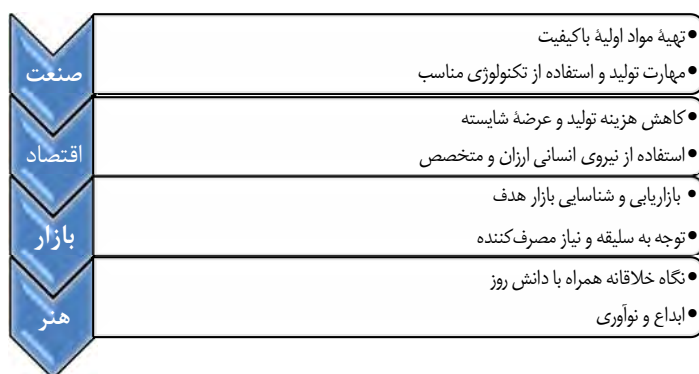 صنعت
•تهیهٔ مواد اولیهٔ باکیفیت
•مهارت تولید و استفاده از تکنولوژی مناسب
اقتصاد
•کاهش هزینه تولید و عرضهٔ شایسته
•استفاده از نیروی انسانی ارزان و متخصص
بازار
• بازاریابی و شناسایی بازار هدف
•توجه به سلیقه و نیاز مصرف‌کننده
هنر
•نگاه خلاقانه همراه با دانش روز
•ابداع و نوآوری